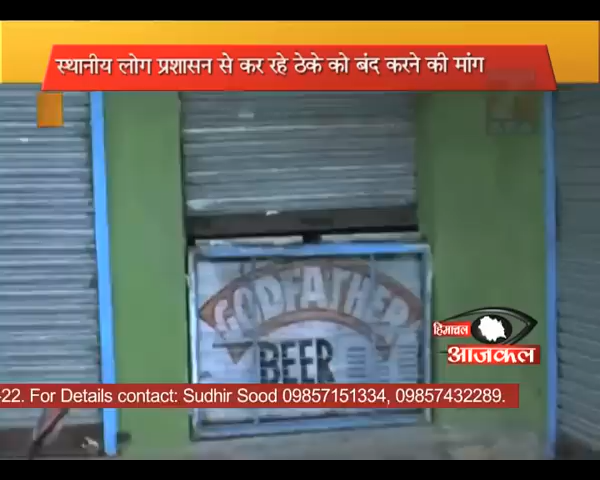 स्थानीय लोग प्रशासन से कर रहे ठेके को बंद करने की मांग
GODFATHER
BEER
हिमाचल
आजकल
-22. For Details contact: Sudhir Sood 09857151334, 09857432289.